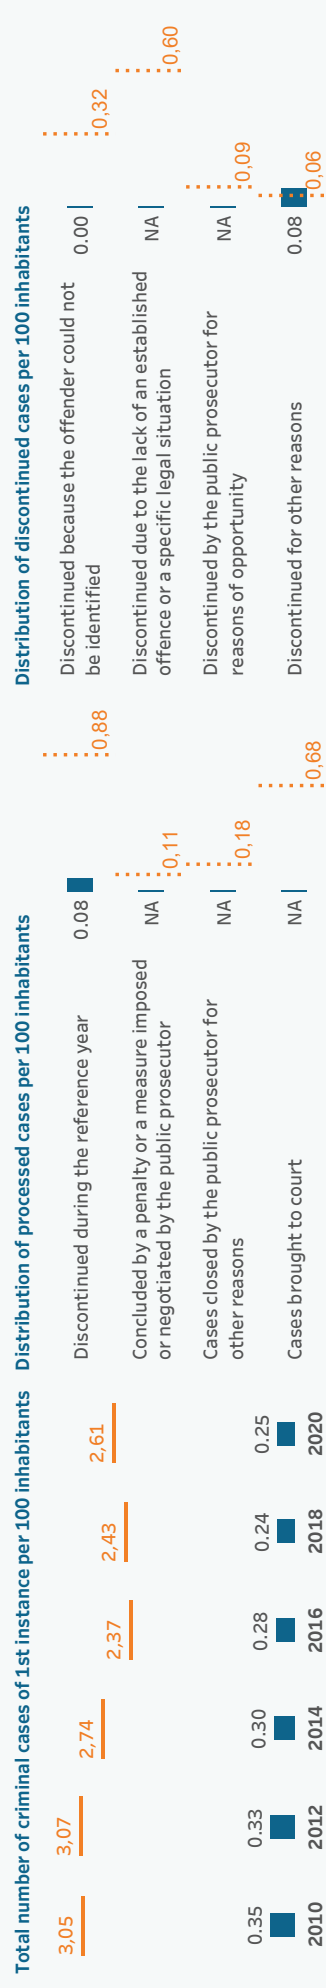 Total number of criminal cases of 1st instance per 100 inhabitants
3,05
3,07
2,74
2,37
2,43
2,61
0.35
0.33
0.30
0.28
0.24
0.25
2010
2012
2014
2016
2018
2020
Distribution of processed cases per 100 inhabitants
Discontinued during the reference year
0.08
0,88
Concluded by a penalty or a measure imposed
or negotiated by the public prosecutor
NA
0,11
Cases closed by the public prosecutor for
other reasons
NA
0,18
Cases brought to court
NA
0,68
Distribution of discontinued cases per 100 inhabitants
Discontinued because the offender could not
be identified
0.00
0,32
Discontinued due to the lack of an established
offence or a specific legal situation
NA
0,60
Discontinued by the public prosecutor for
reasons of opportunity
NA
0,09
Discontinued for other reasons
0.08
0,06